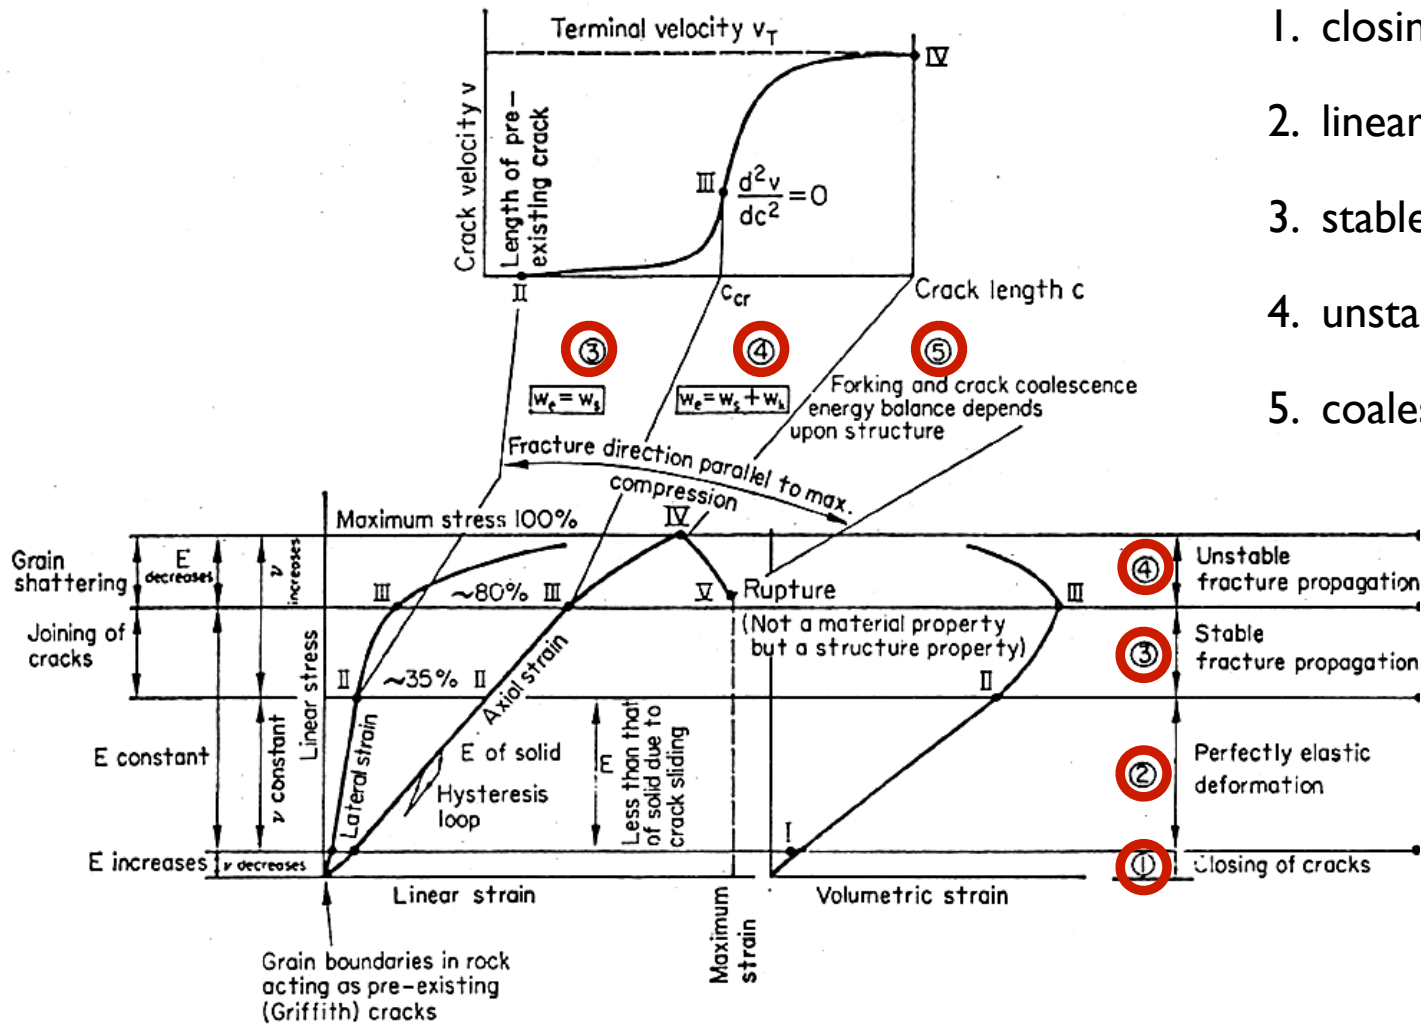 Terminal velocity vT
Crack velocity v
Length of pre-
existing crack
IV
III
d²v
dc²
=0
II
Ccr
Crack length c
1. closin
2. linear
3. stable
4. unsta
5. coales
③
④
⑤
We = Ws
We = Ws + Wk
Forking and crack coalescence
energy balance depends
upon structure
Fracture direction parallel to max.
compression
Maximum stress 100%
IV
Grain
shattering
E
decreases
ν
increases
III
~80%
III
V
Rupture
III
④
Unstable
fracture propagation
Joining of
cracks
(Not a material property
but a structure property)
③
Stable
fracture propagation
II
~35%
II
II
Linear stress
Lateral strain
Axial strain
E constant
ν constant
E of solid
Hysteresis
loop
E
Less than that
of solid due to
crack sliding
②
Perfectly elastic
deformation
I
E increases
ν decreases
①
Closing of cracks
Linear strain
Maximum
strain
Volumetric strain
Grain boundaries in rock
acting as pre-existing
(Griffith) cracks